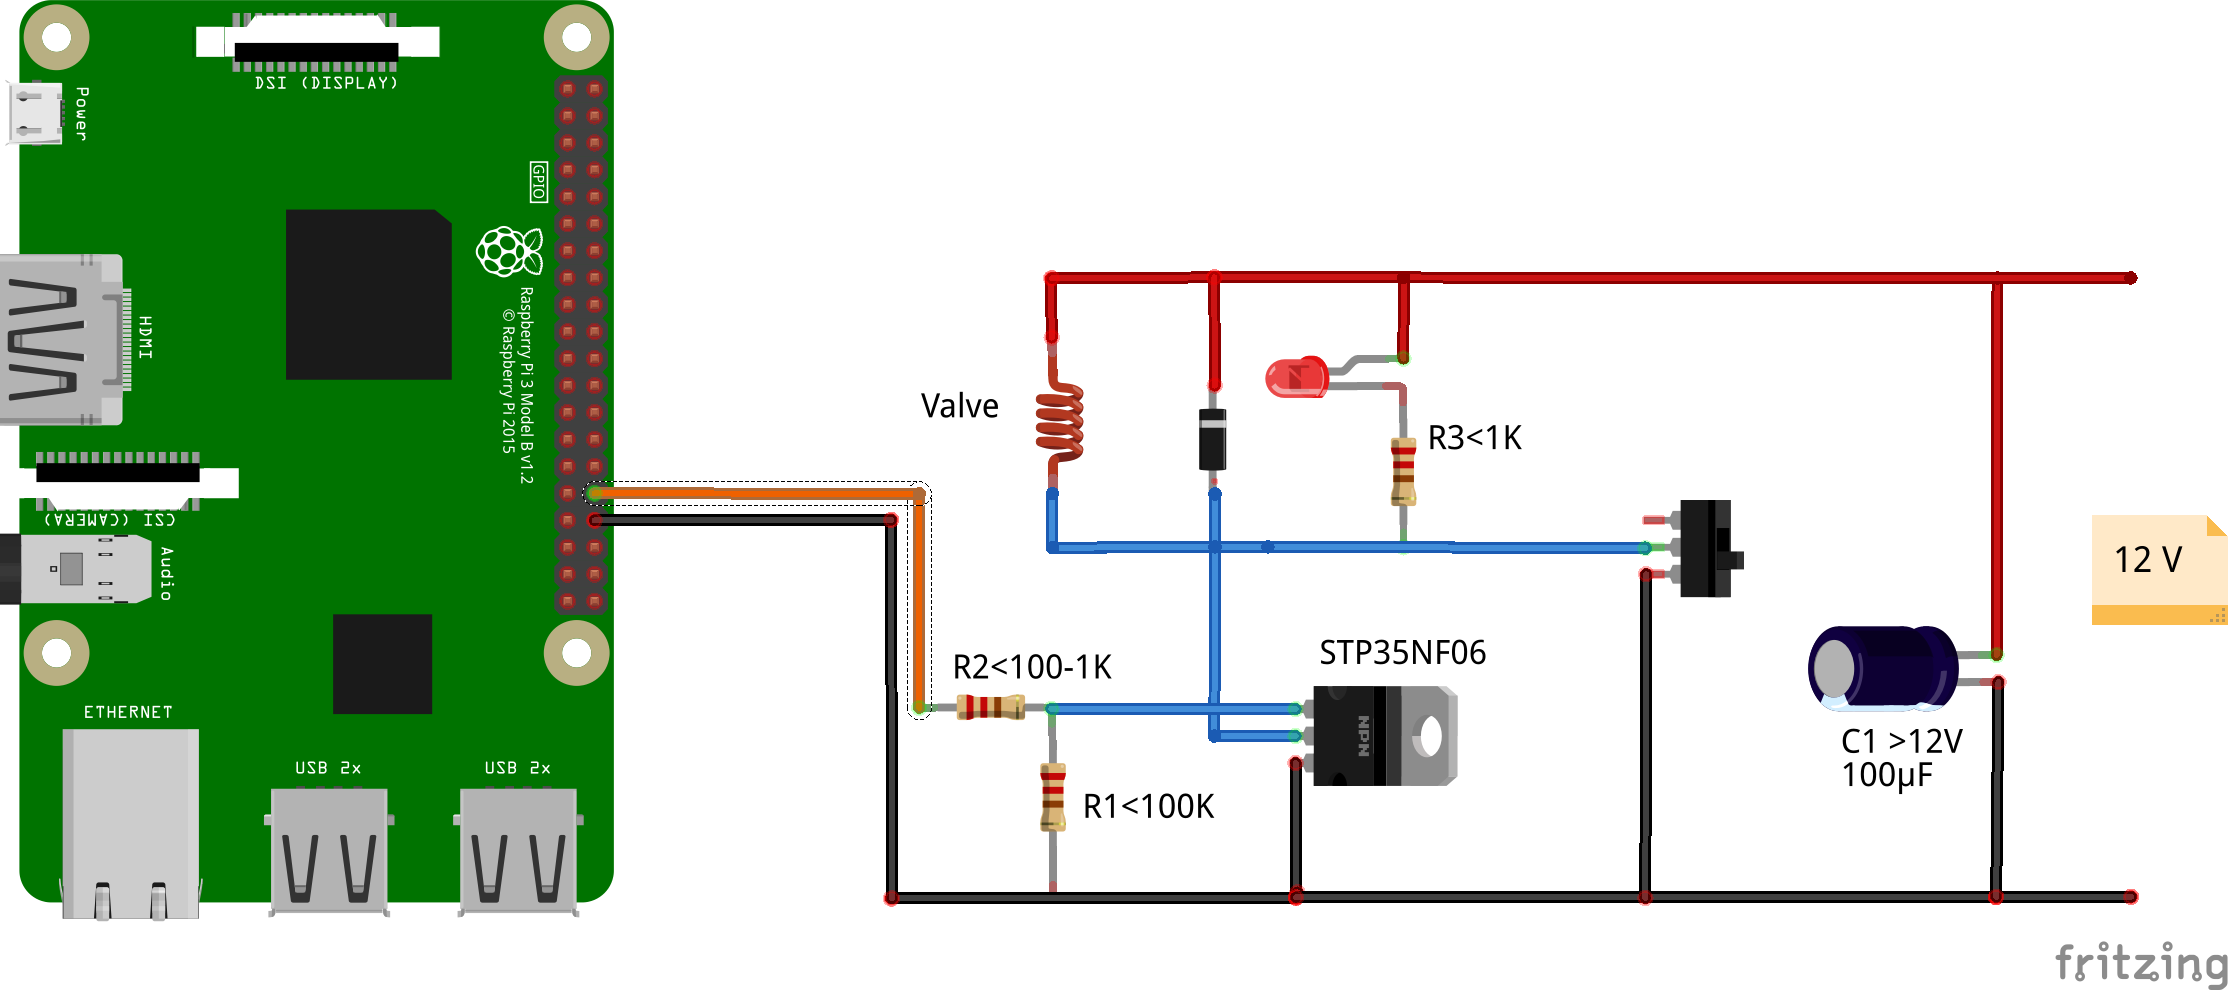 DSI (DISPLAY)
Power
GPIO
Raspberry Pi 3 Model B v1.2
© Raspberry Pi 2015
HDMI
CSI (CAMERA)
Audio
ETHERNET
USB 2x
USB 2x
Valve
R3<1K
12 V
R2<100-1K
STP35NF06
NPN
R1<100K
C1 >12V
100µF
fritzing